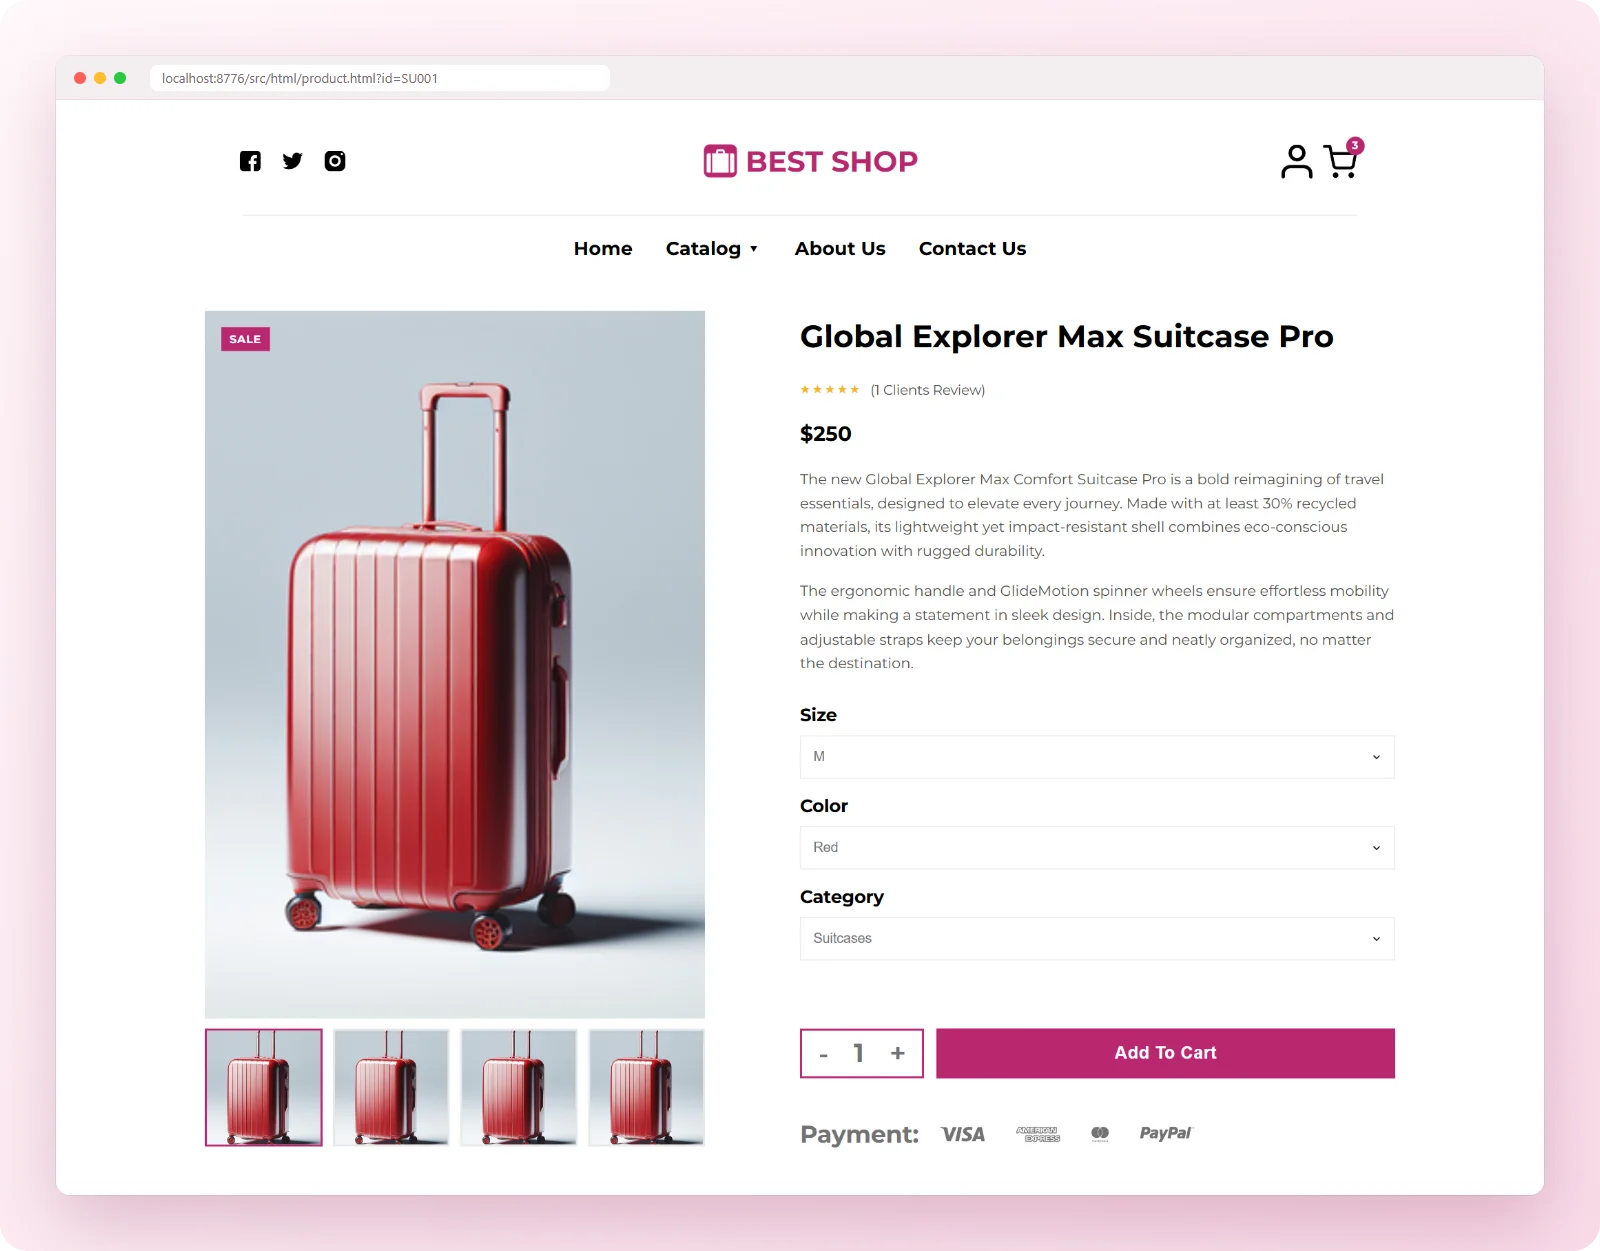 localhost:8776/src/html/product.html?id=SU001
BEST SHOP
3
Home Catalog ▼ About Us Contact Us
SALE
Global Explorer Max Suitcase Pro
★★★★★ (1 Clients Review)
$250
The new Global Explorer Max Comfort Suitcase Pro is a bold reimagining of travel
essentials, designed to elevate every journey. Made with at least 30% recycled
materials, its lightweight yet impact-resistant shell combines eco-conscious
innovation with rugged durability.
The ergonomic handle and GlideMotion spinner wheels ensure effortless mobility
while making a statement in sleek design. Inside, the modular compartments and
adjustable straps keep your belongings secure and neatly organized, no matter
the destination.
Size
M
Color
Red
Category
Suitcases
- 1 +
Add To Cart
Payment: VISA AMERICAN EXPRESS PayPal